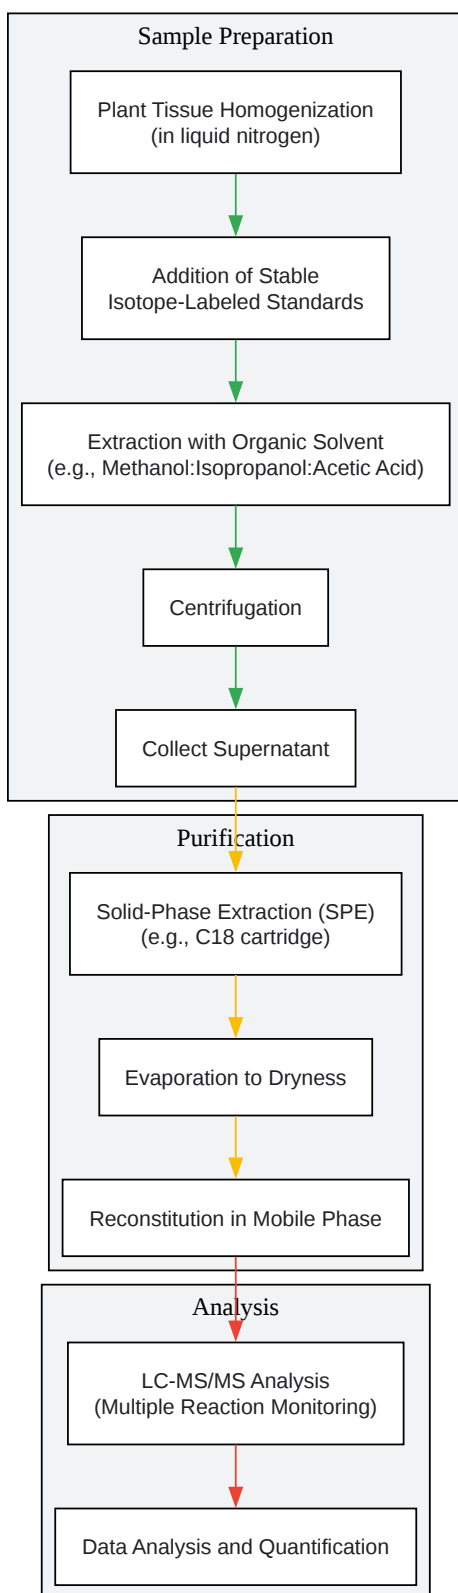 Sample Preparation
Plant Tissue Homogenization
(in liquid nitrogen)
Addition of Stable
Isotope-Labeled Standards
Extraction with Organic Solvent
(e.g., Methanol:Isopropanol:Acetic Acid)
Centrifugation
Collect Supernatant
Purification
Solid-Phase Extraction (SPE)
(e.g., C18 cartridge)
Evaporation to Dryness
Reconstitution in Mobile Phase
Analysis
LC-MS/MS Analysis
(Multiple Reaction Monitoring)
Data Analysis and Quantification